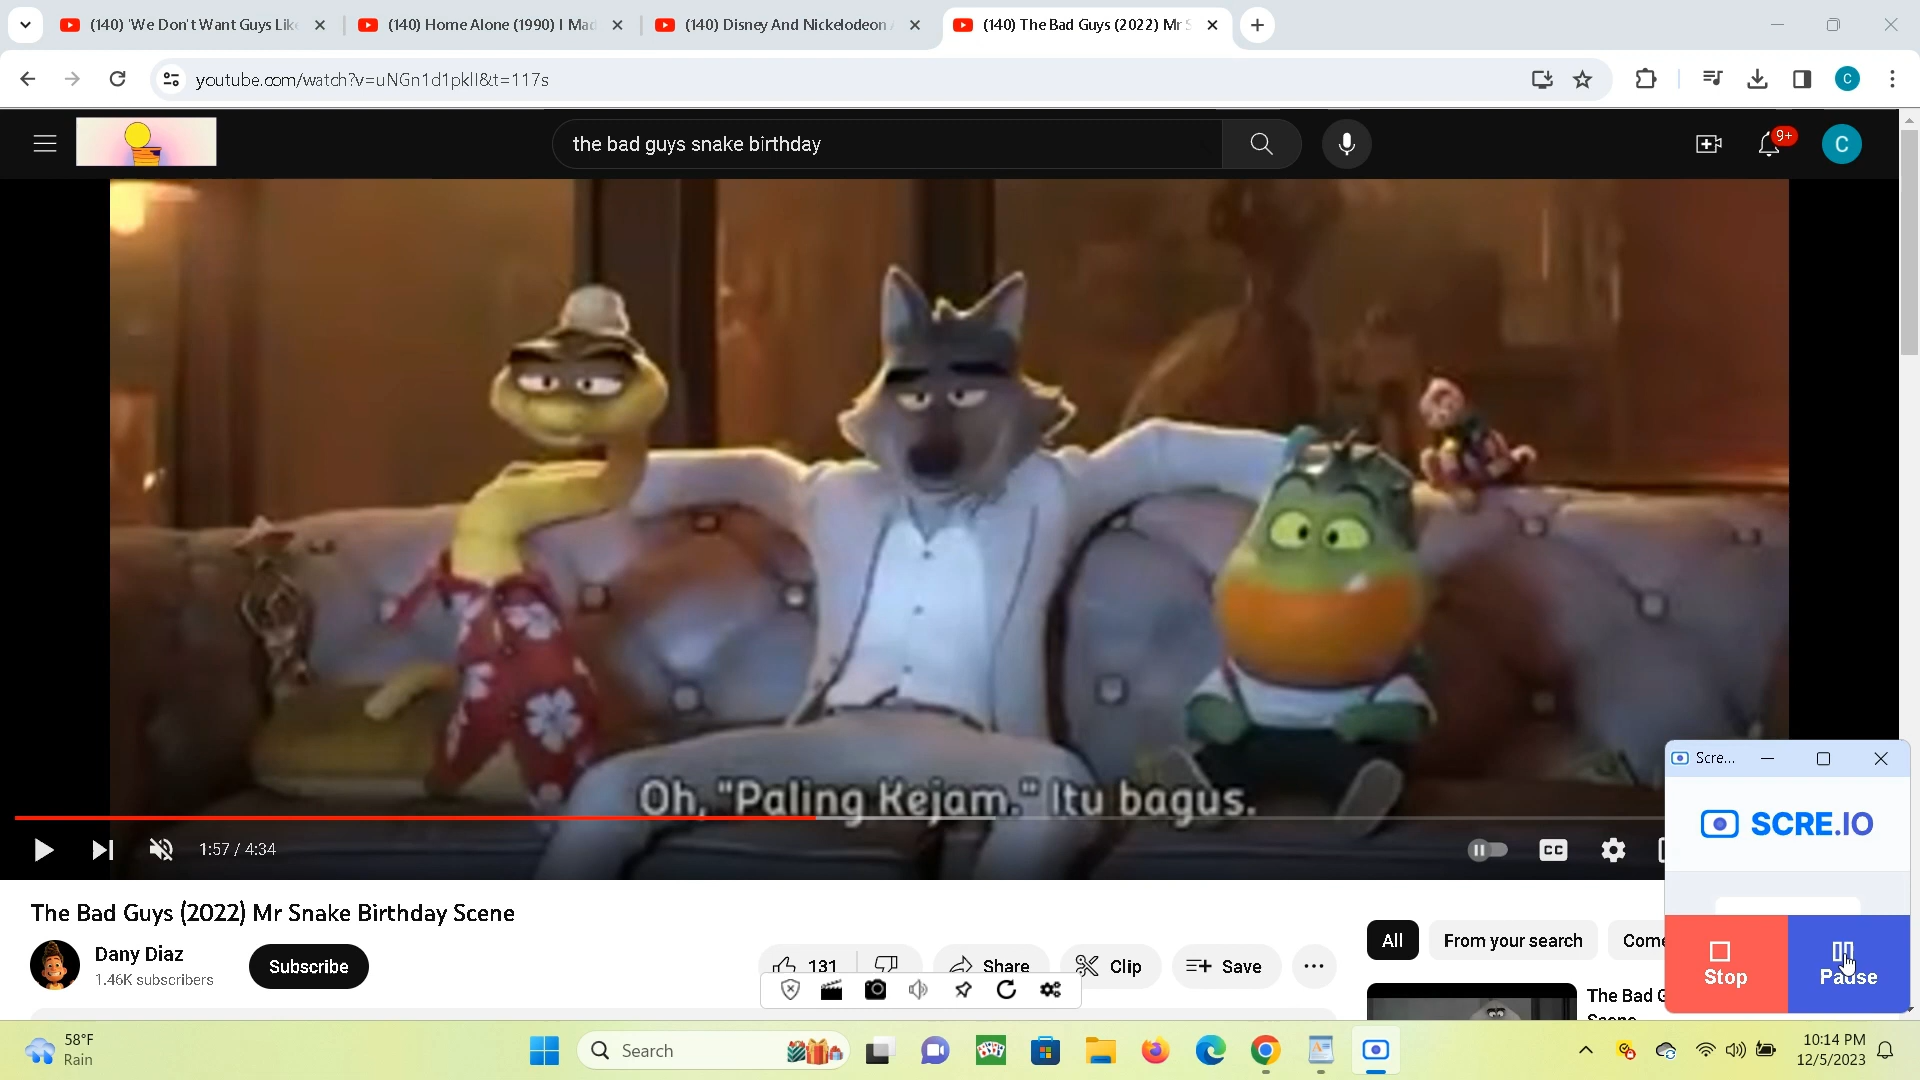 (140) 'We Don't Want Guys Lik
(140) Home Alone (1990) I Mad
(140) Disney And Nickelodeon A
(140) The Bad Guys (2022) Mr S
youtube.com/watch?v=uNGn1d1pklI&t=117s
C
the bad guys snake birthday
9+
C
Oh, "Paling Kejam." Itu bagus.
1:57 / 4:34
CC
Scre...
SCRE.IO
Stop
Pause
The Bad Guys (2022) Mr Snake Birthday Scene
Dany Diaz
1.46K subscribers
Subscribe
131
Share
Clip
Save
All
From your search
Come
The Bad G
Scene
58°F
Rain
Search
10:14 PM
12/5/2023